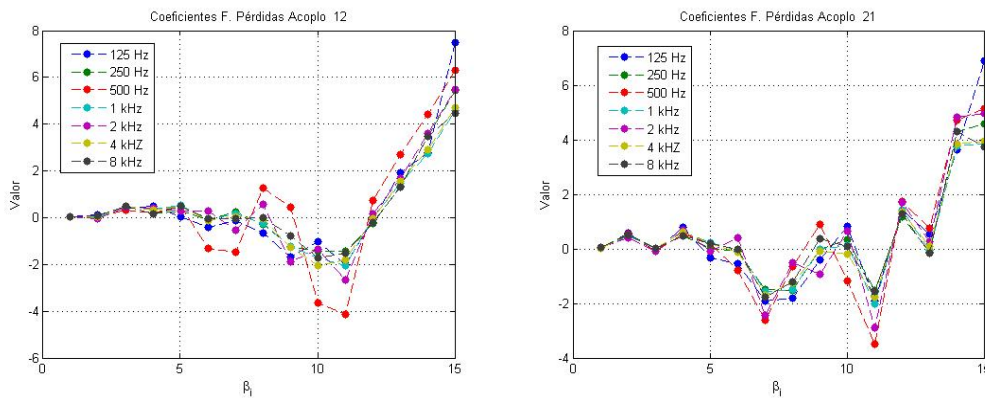 Coeficientes F. Pérdidas Acoplo 12
8
6
4
2
0
-2
-4
-6
Valor
125 Hz
250 Hz
500 Hz
1 kHz
2 kHz
4 kHZ
8 kHz
0
5
10
15
βi
Coeficientes F. Pérdidas Acoplo 21
8
6
4
2
0
-2
-4
Valor
125 Hz
250 Hz
500 Hz
1 kHz
2 kHz
4 kHZ
8 kHz
0
5
10
15
βi